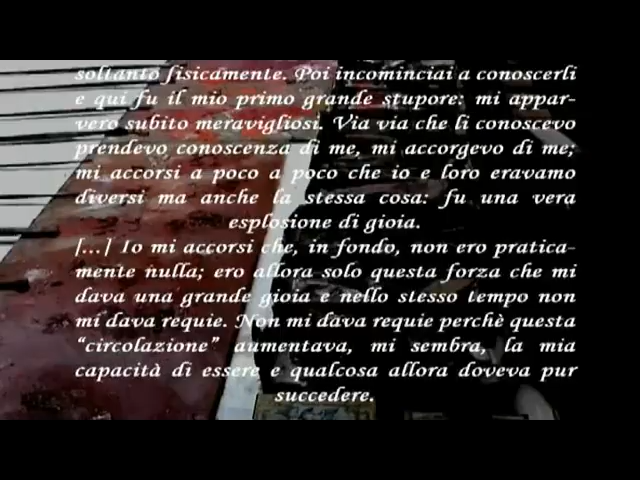 soltanto fisicamente. Poi incominciai a conoscerli
e qui fu il mio primo grande stupore: mi appar-
vero subito meravigliosi. Via via che li conoscevo
prendevo conoscenza di me, mi accorgevo di me;
mi accorsi a poco a poco che io e loro eravamo
diversi ma anche la stessa cosa: fu una vera
esplosione di gioia.
[...] Io mi accorsi che, in fondo, non ero pratica-
mente nulla; ero allora solo questa forza che mi
dava una grande gioia e nello stesso tempo non
mi dava requie. Non mi dava requie perchè questa
“circolazione” aumentava, mi sembra, la mia
capacità di essere e qualcosa allora doveva pur
succedere.